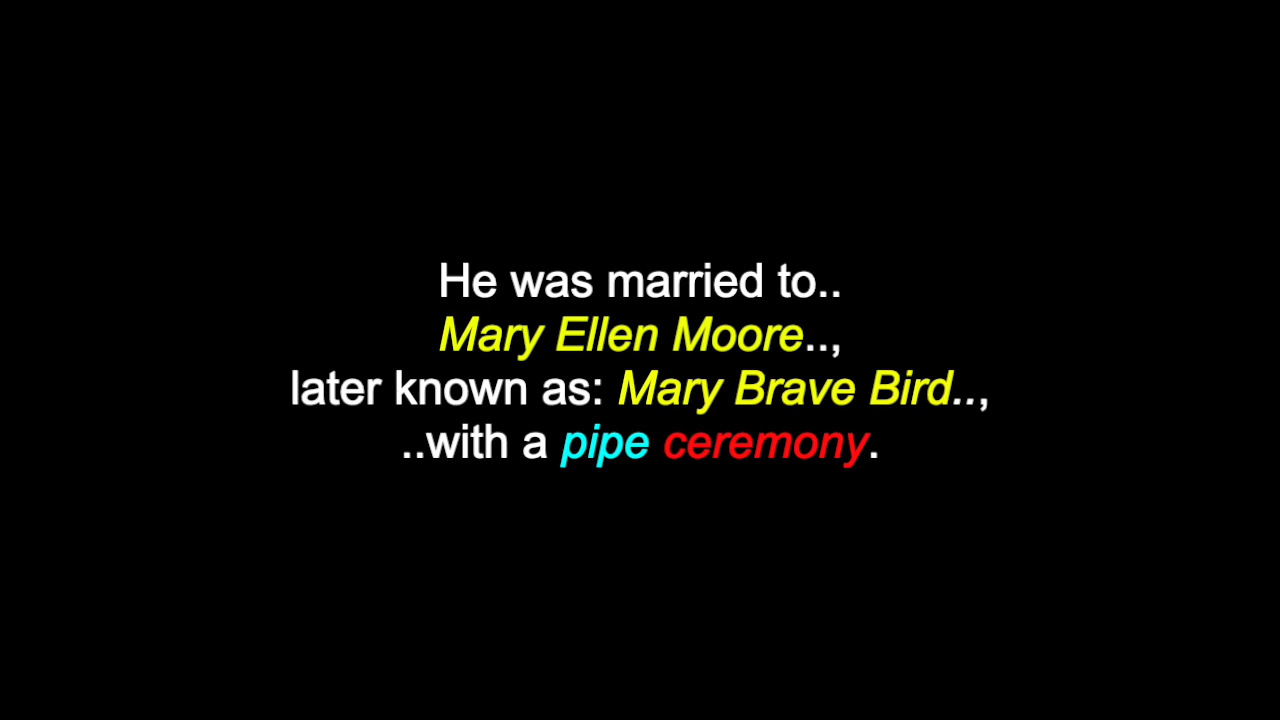 He was married to..
Mary Ellen Moore..,
later known as: Mary Brave Bird..,
..with a pipe ceremony.